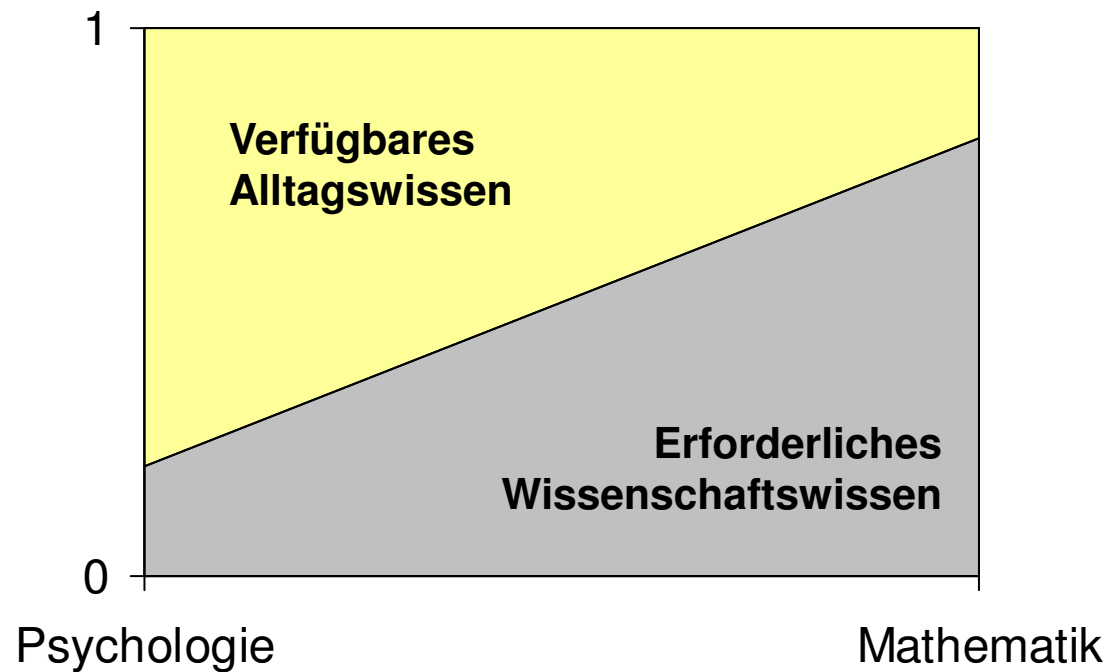 1
Verfügbares
Alltagswissen
Erforderliches
Wissenschaftswissen
0
Psychologie
Mathematik